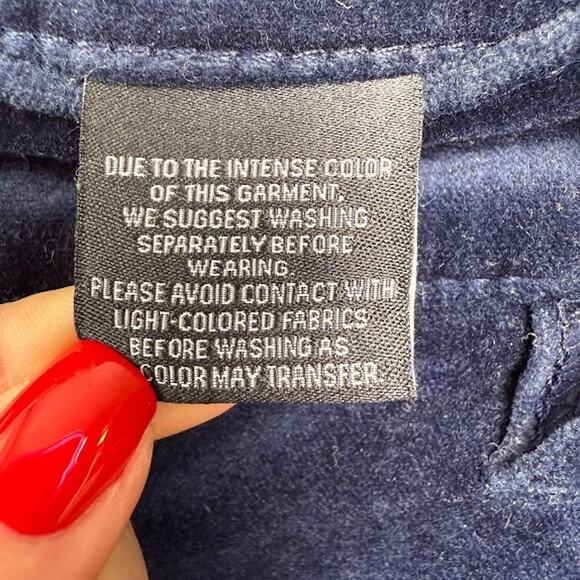 DUE TO THE INTENSE COLOR
OF THIS GARMENT,
WE SUGGEST WASHING
SEPARATELY BEFORE
WEARING.
PLEASE AVOID CONTACT WITH
LIGHT-COLORED FABRICS
BEFORE WASHING AS
COLOR MAY TRANSFER.